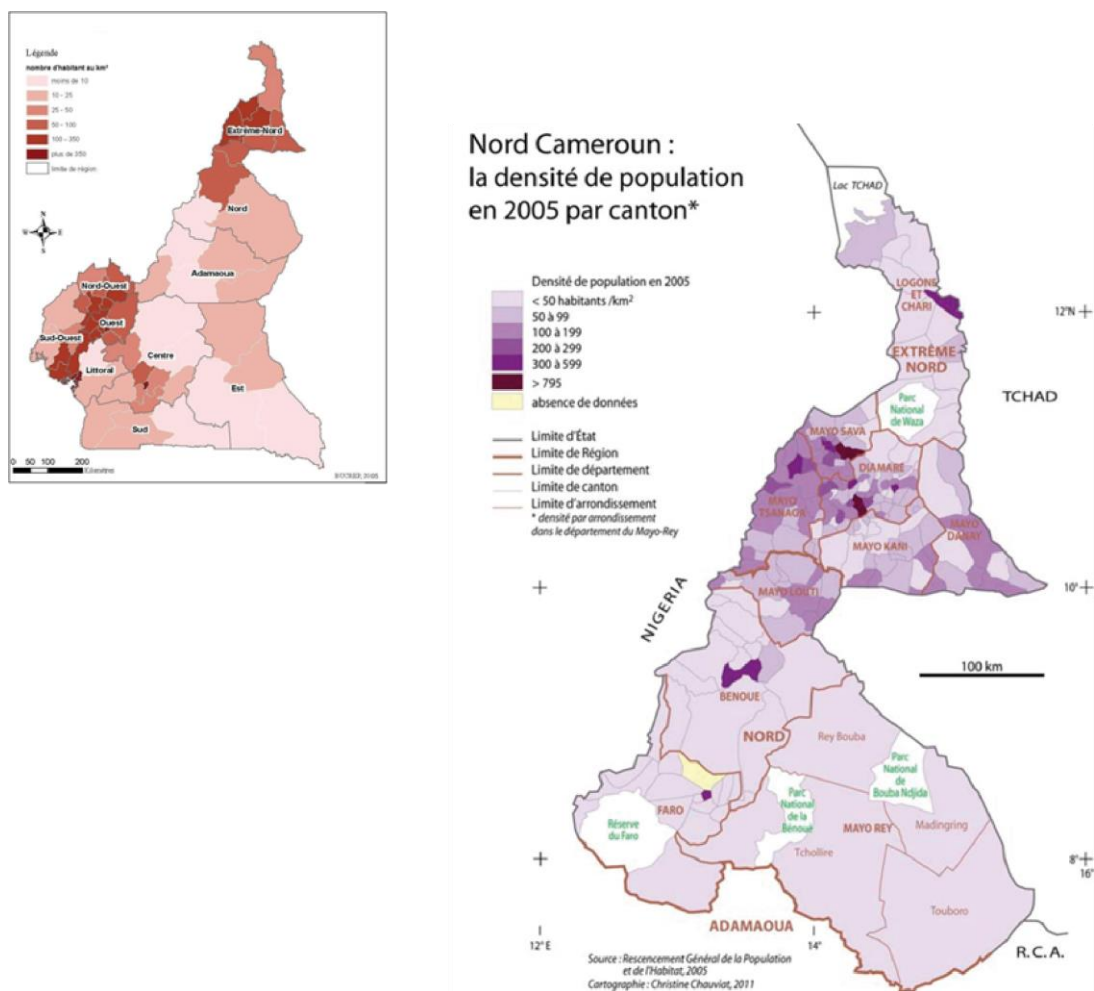 Légende
nombre d'habitant au km²
moins de 10
10 - 25
25 - 50
50 - 100
100 - 350
plus de 350
limite de région
N
W
E
S
Extrême-Nord
Nord
Adamaoua
Nord-Ouest
Ouest
Sud-Ouest
Centre
Littoral
Est
Sud
0 50 100 200
Nord Cameroun :
la densité de population
en 2005 par canton*
Densité de population en 2005
< 50 habitants /km²
50 à 99
100 à 199
200 à 299
300 à 599
> 795
absence de données
Limite d'État
Limite de Région
Limite de département
Limite de canton
Limite d'arrondissement
* densité par arrondissement
dans le département du Mayo-Rey
Lac TCHAD
LOGONE
ET
CHARI
12°N
EXTRÊME-
NORD
TCHAD
Parc
National
de Waza
MAYO SAVA
DIAMARE
MAYO
TSANAGA
MAYO
DANAY
MAYO KANI
MAYO LOUTI
10°
NIGERIA
100 km
BENOUE
NORD
Rey Bouba
Parc
National
de
Bouba Ndjida
Parc
National
de la
Bénoué
FARO
Réserve
du Faro
MAYO REY
Madingring
Tchollire
8°
16°
Touboro
ADAMAOUA
12° E
14°
R.C.A.
Source : Rescencement Général de la Population
et de l'Habitat, 2005
Cartographie : Christine Chauviat, 2011